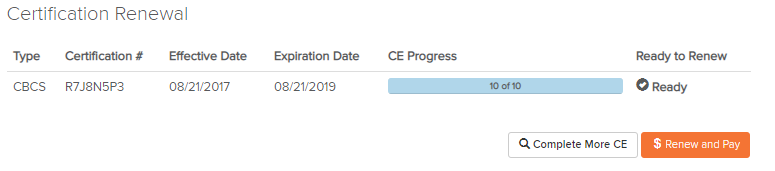 Certification Renewal
Type Certification # Effective Date Expiration Date CE Progress Ready to Renew
CBCS R7J8N5P3 08/21/2017 08/21/2019 10 of 10 Ready
Complete More CE $ Renew and Pay